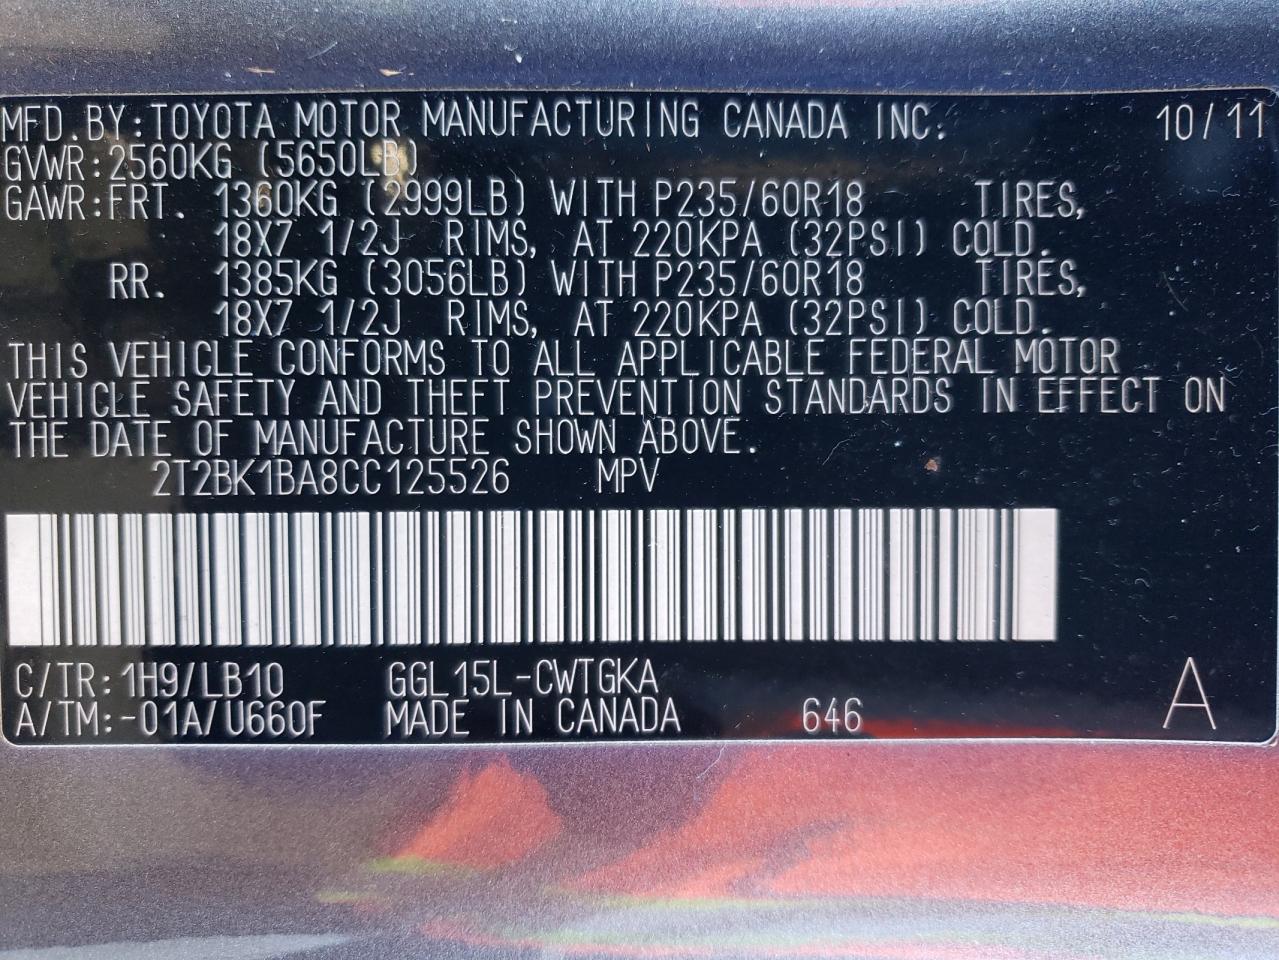 MFD.BY:TOYOTA MOTOR MANUFACTURING CANADA INC. 10/11
GVWR:2560KG (5650LB)
GAWR:FRT. 1360KG (2999LB) WITH P235/60R18 TIRES,
18X7 1/2J RIMS, AT 220KPA (32PSI) COLD.
RR. 1385KG (3056LB) WITH P235/60R18 TIRES,
18X7 1/2J RIMS, AT 220KPA (32PSI) COLD.
THIS VEHICLE CONFORMS TO ALL APPLICABLE FEDERAL MOTOR
VEHICLE SAFETY AND THEFT PREVENTION STANDARDS IN EFFECT ON
THE DATE OF MANUFACTURE SHOWN ABOVE.
2T2BK1BA8CC125526 MPV
C/TR:1H9/LB10 GGL15L-CWTGKA
A/TM:-01A/U660F MADE IN CANADA 646 A